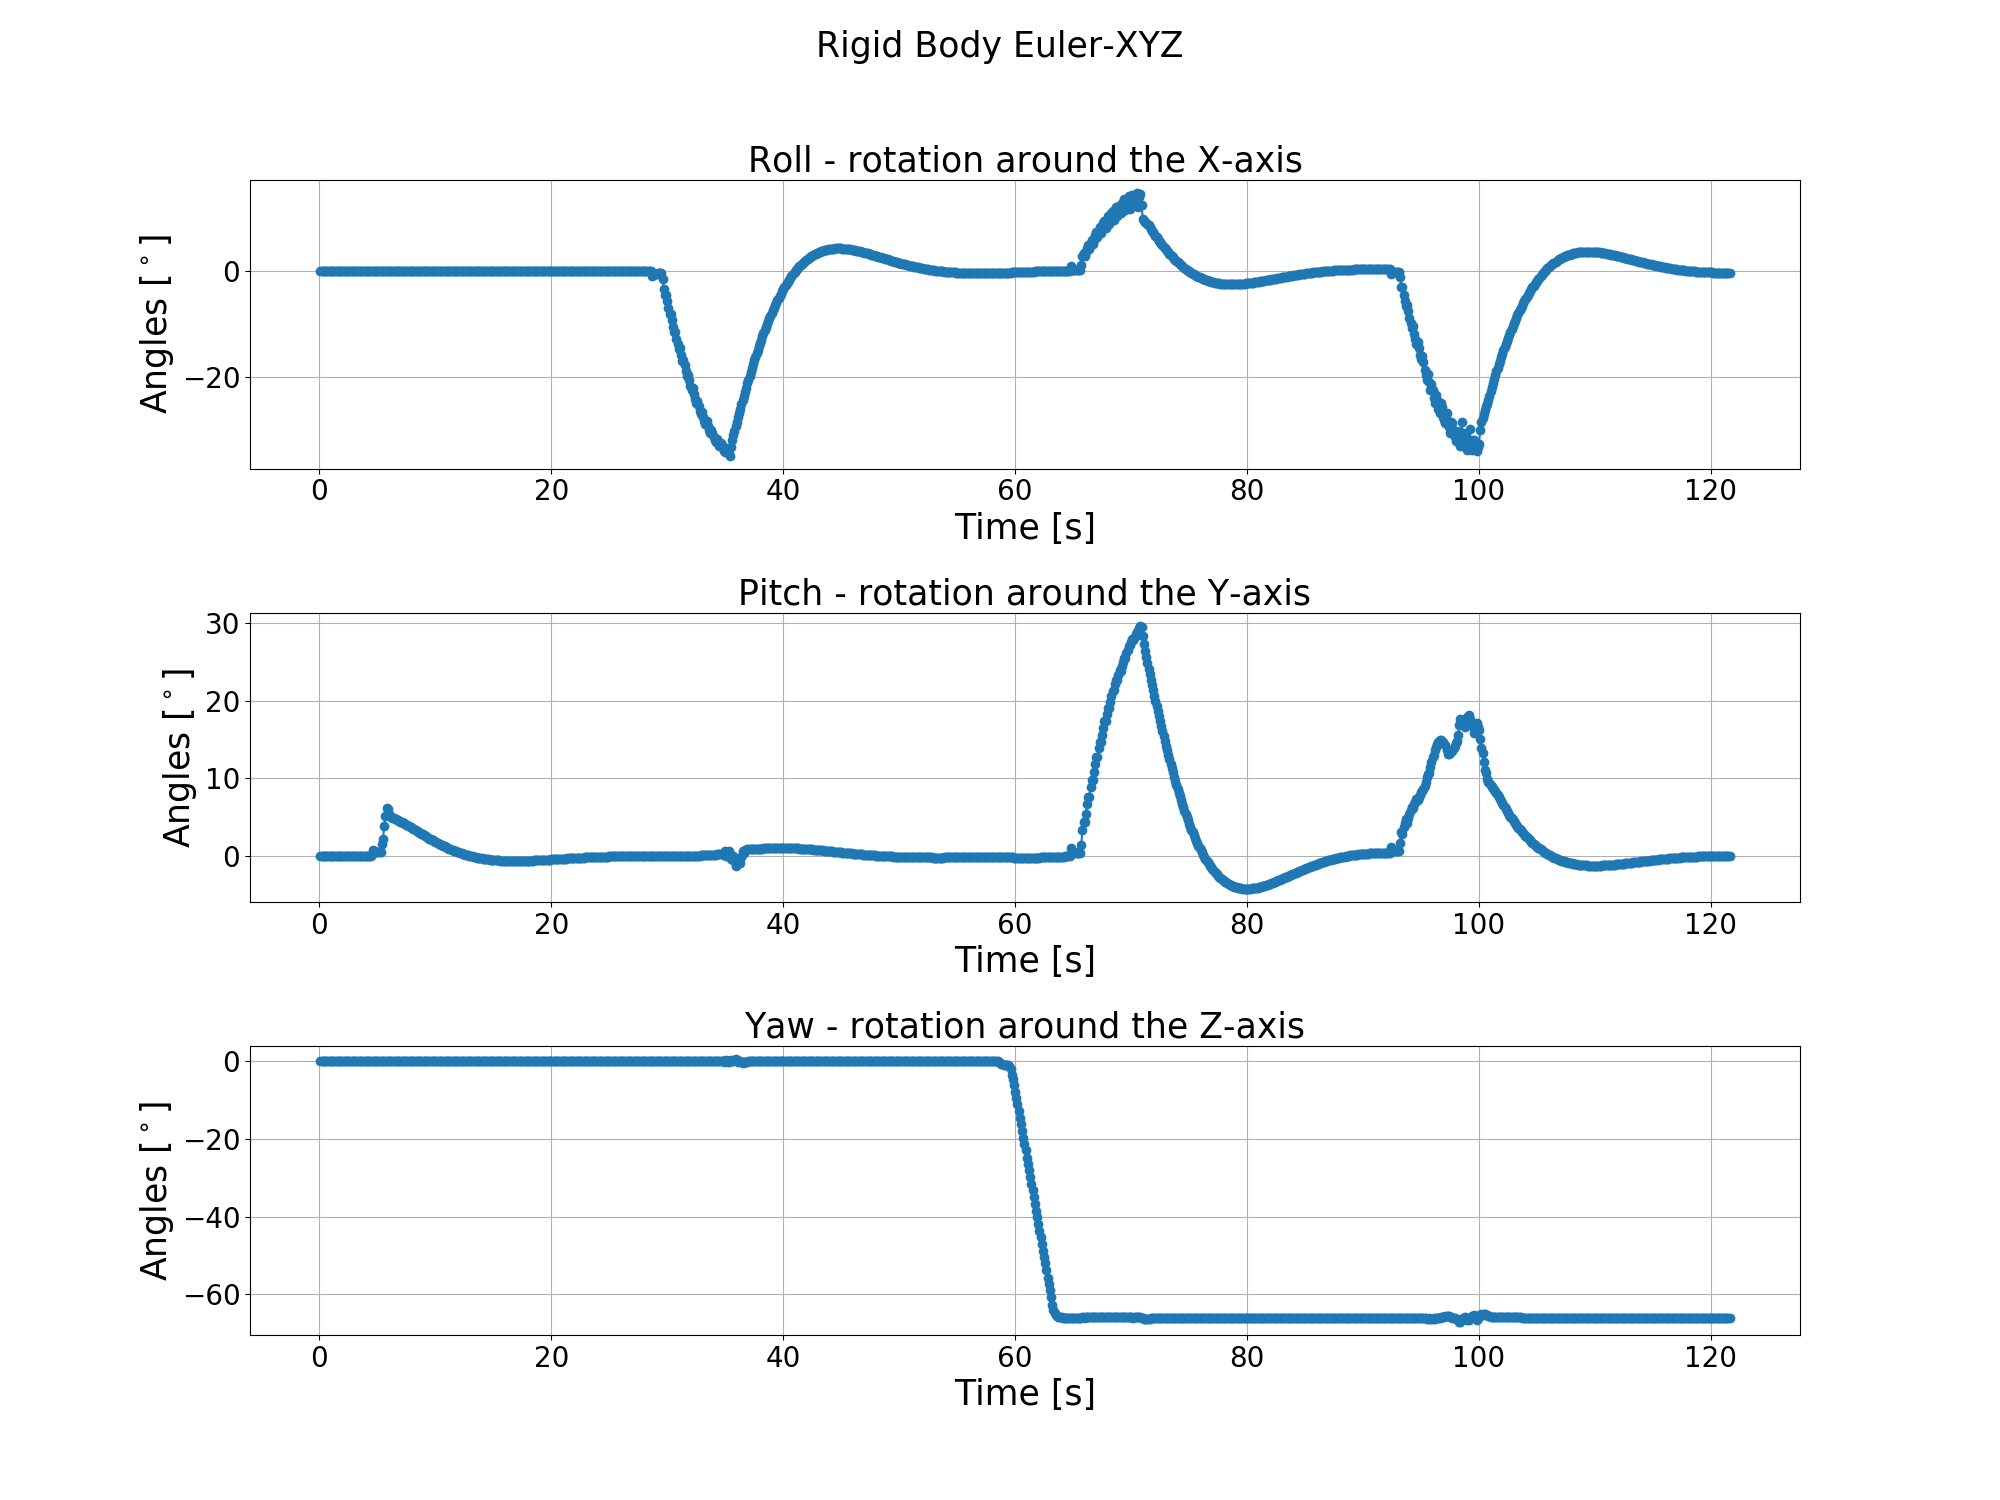 Rigid Body Euler-XYZ
Roll - rotation around the X-axis
Angles [°]
0
−20
0 20 40 60 80 100 120
Time [s]
Pitch - rotation around the Y-axis
Angles [°]
30
20
10
0
0 20 40 60 80 100 120
Time [s]
Yaw - rotation around the Z-axis
Angles [°]
0
−20
−40
−60
0 20 40 60 80 100 120
Time [s]